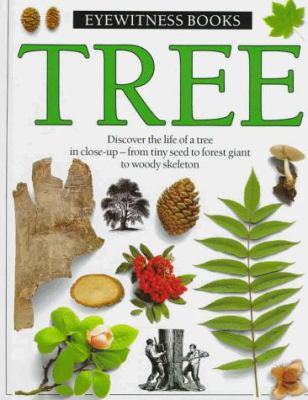 EYEWITNESS BOOKS
TREE
Discover the life of a tree
in close-up – from tiny seed to forest giant
to woody skeleton